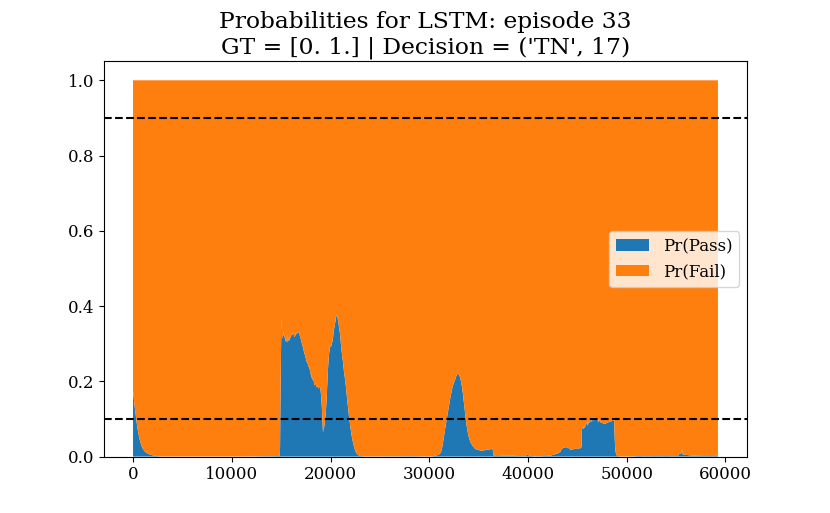 Probabilities for LSTM: episode 33
GT = [0. 1.] | Decision = ('TN', 17)
1.0
0.8
0.6
0.4
0.2
0.0
Pr(Pass)
Pr(Fail)
0 10000 20000 30000 40000 50000 60000